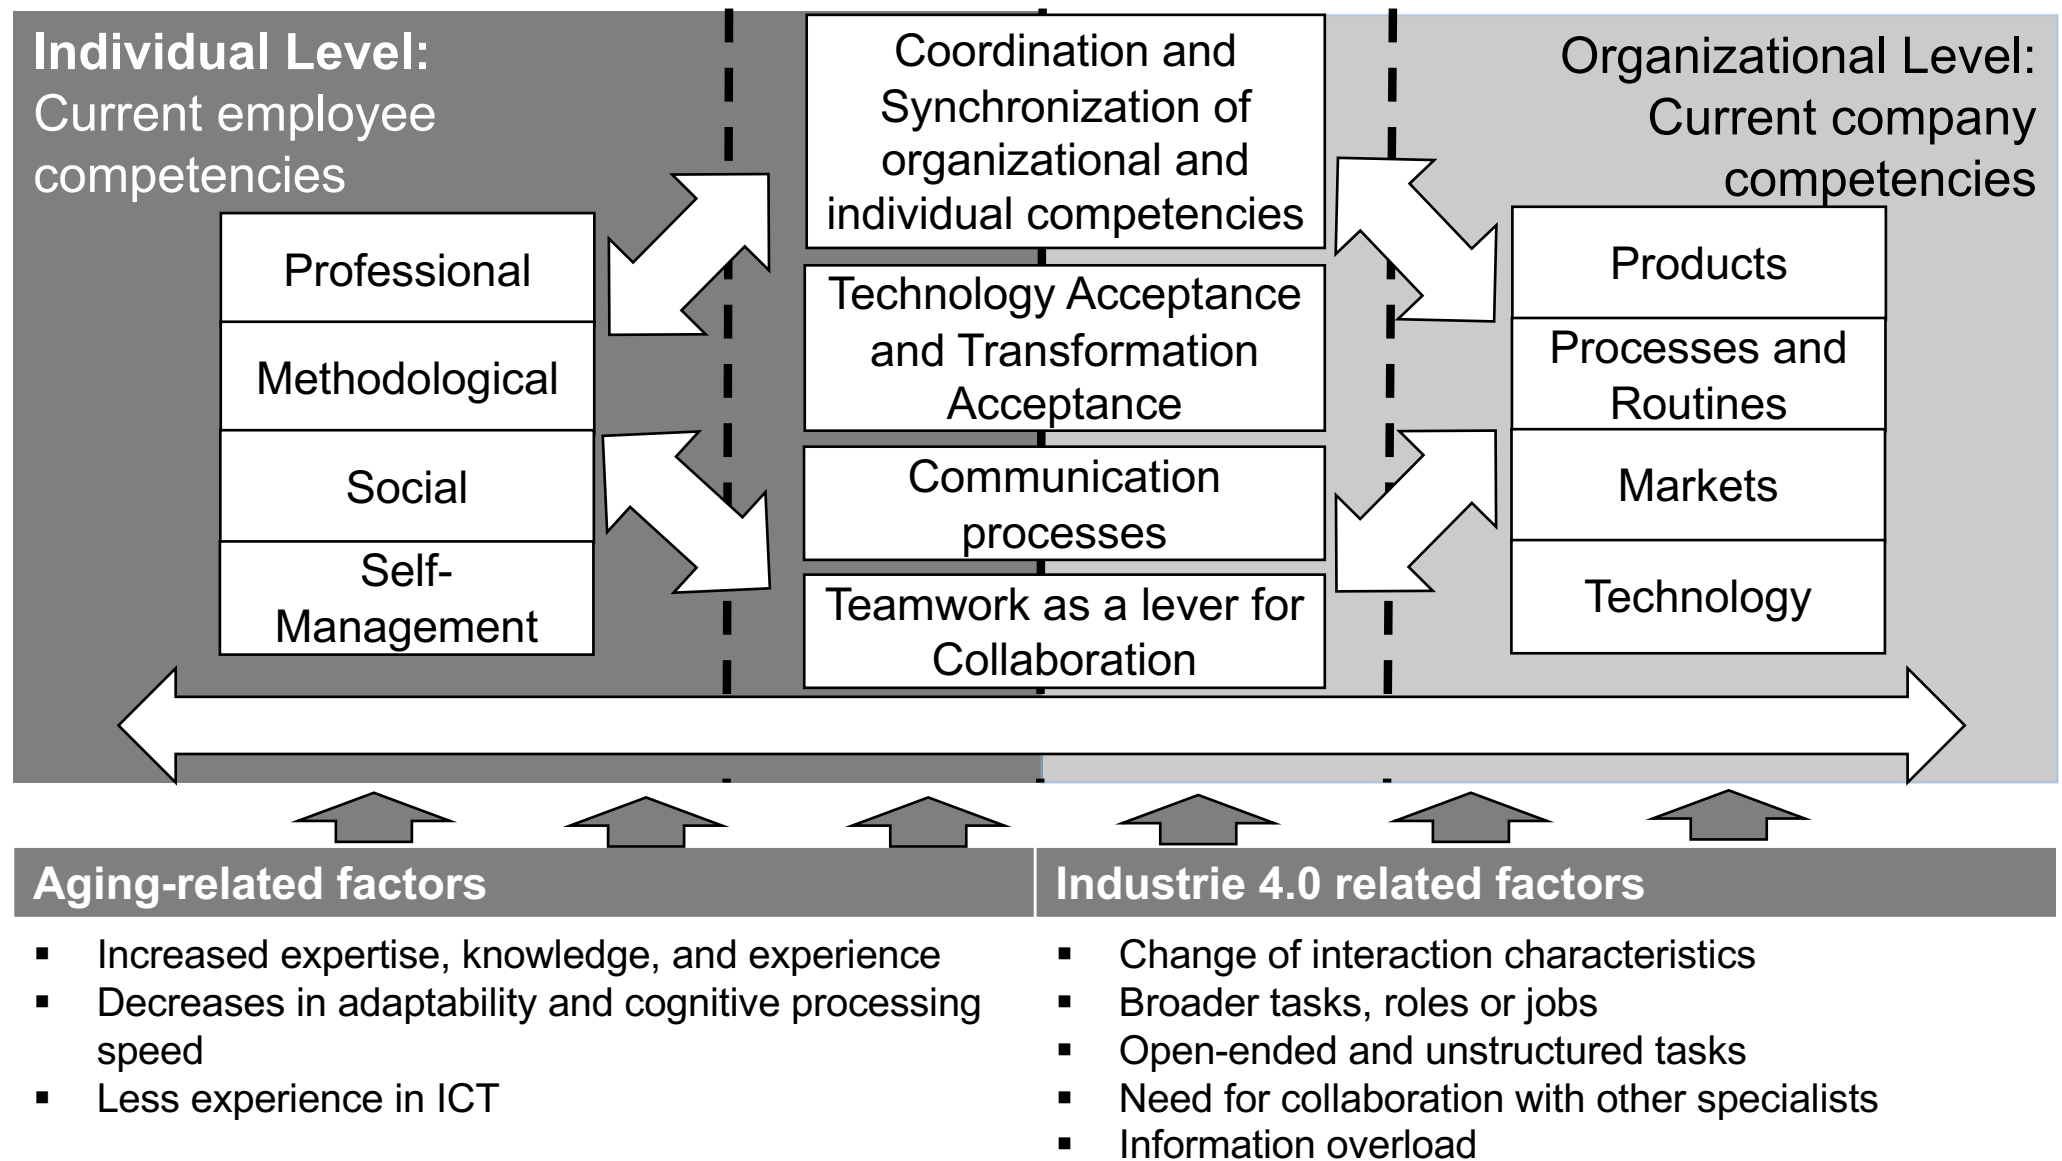 Individual Level:
Current employee
competencies
Professional
Methodological
Social
Self-
Management
Coordination and
Synchronization of
organizational and
individual competencies
Technology Acceptance
and Transformation
Acceptance
Communication
processes
Teamwork as a lever for
Collaboration
Organizational Level:
Current company
competencies
Products
Processes and
Routines
Markets
Technology
Aging-related factors
▪ Increased expertise, knowledge, and experience
▪ Decreases in adaptability and cognitive processing
speed
▪ Less experience in ICT
Industrie 4.0 related factors
▪ Change of interaction characteristics
▪ Broader tasks, roles or jobs
▪ Open-ended and unstructured tasks
▪ Need for collaboration with other specialists
▪ Information overload